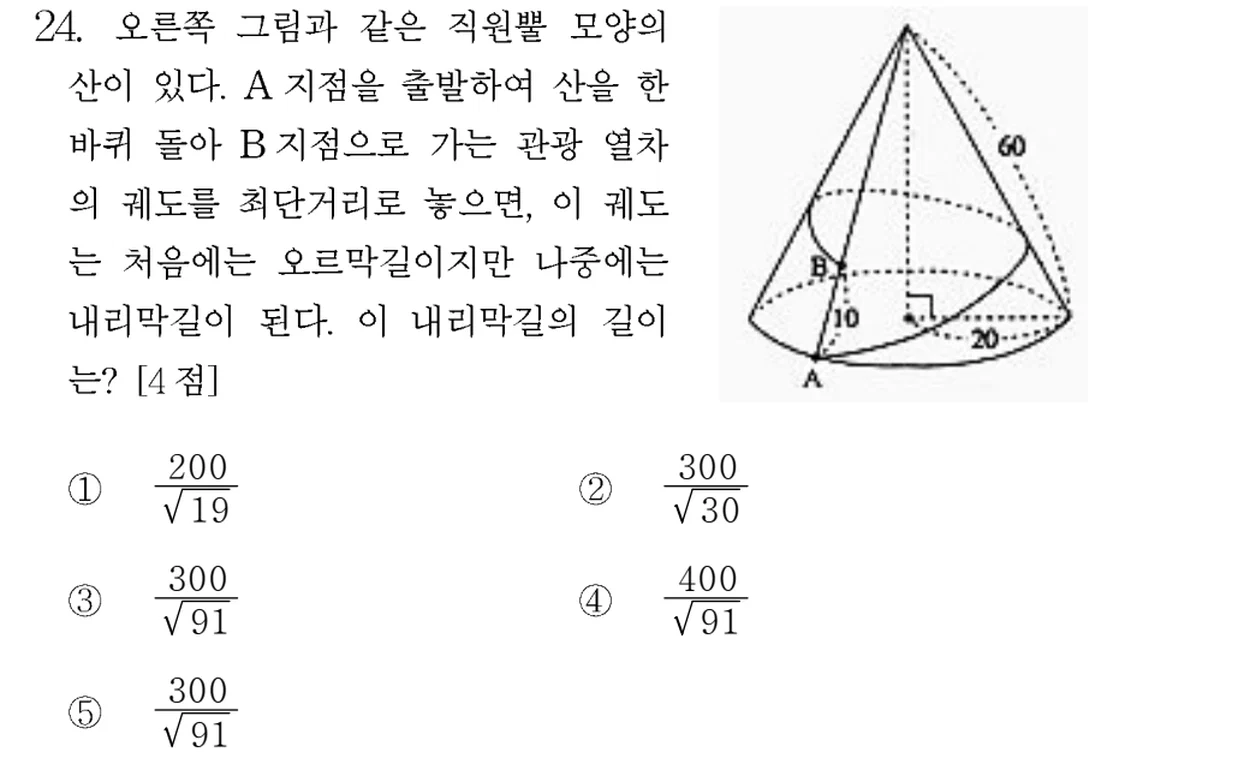 24. 오른쪽 그림과 같은 직원뿔 모양의
산이 있다. A 지점을 출발하여 산을 한
바퀴 돌아 B 지점으로 가는 관광 열차
의 궤도를 최단거리로 놓으면, 이 궤도
는 처음에는 오르막길이지만 나중에는
내리막길이 된다. 이 내리막길의 길이
는? [4 점]
60
B
10
20
A
① 200/√19 ② 300/√30
③ 300/√91 ④ 400/√91
⑤ 300/√91